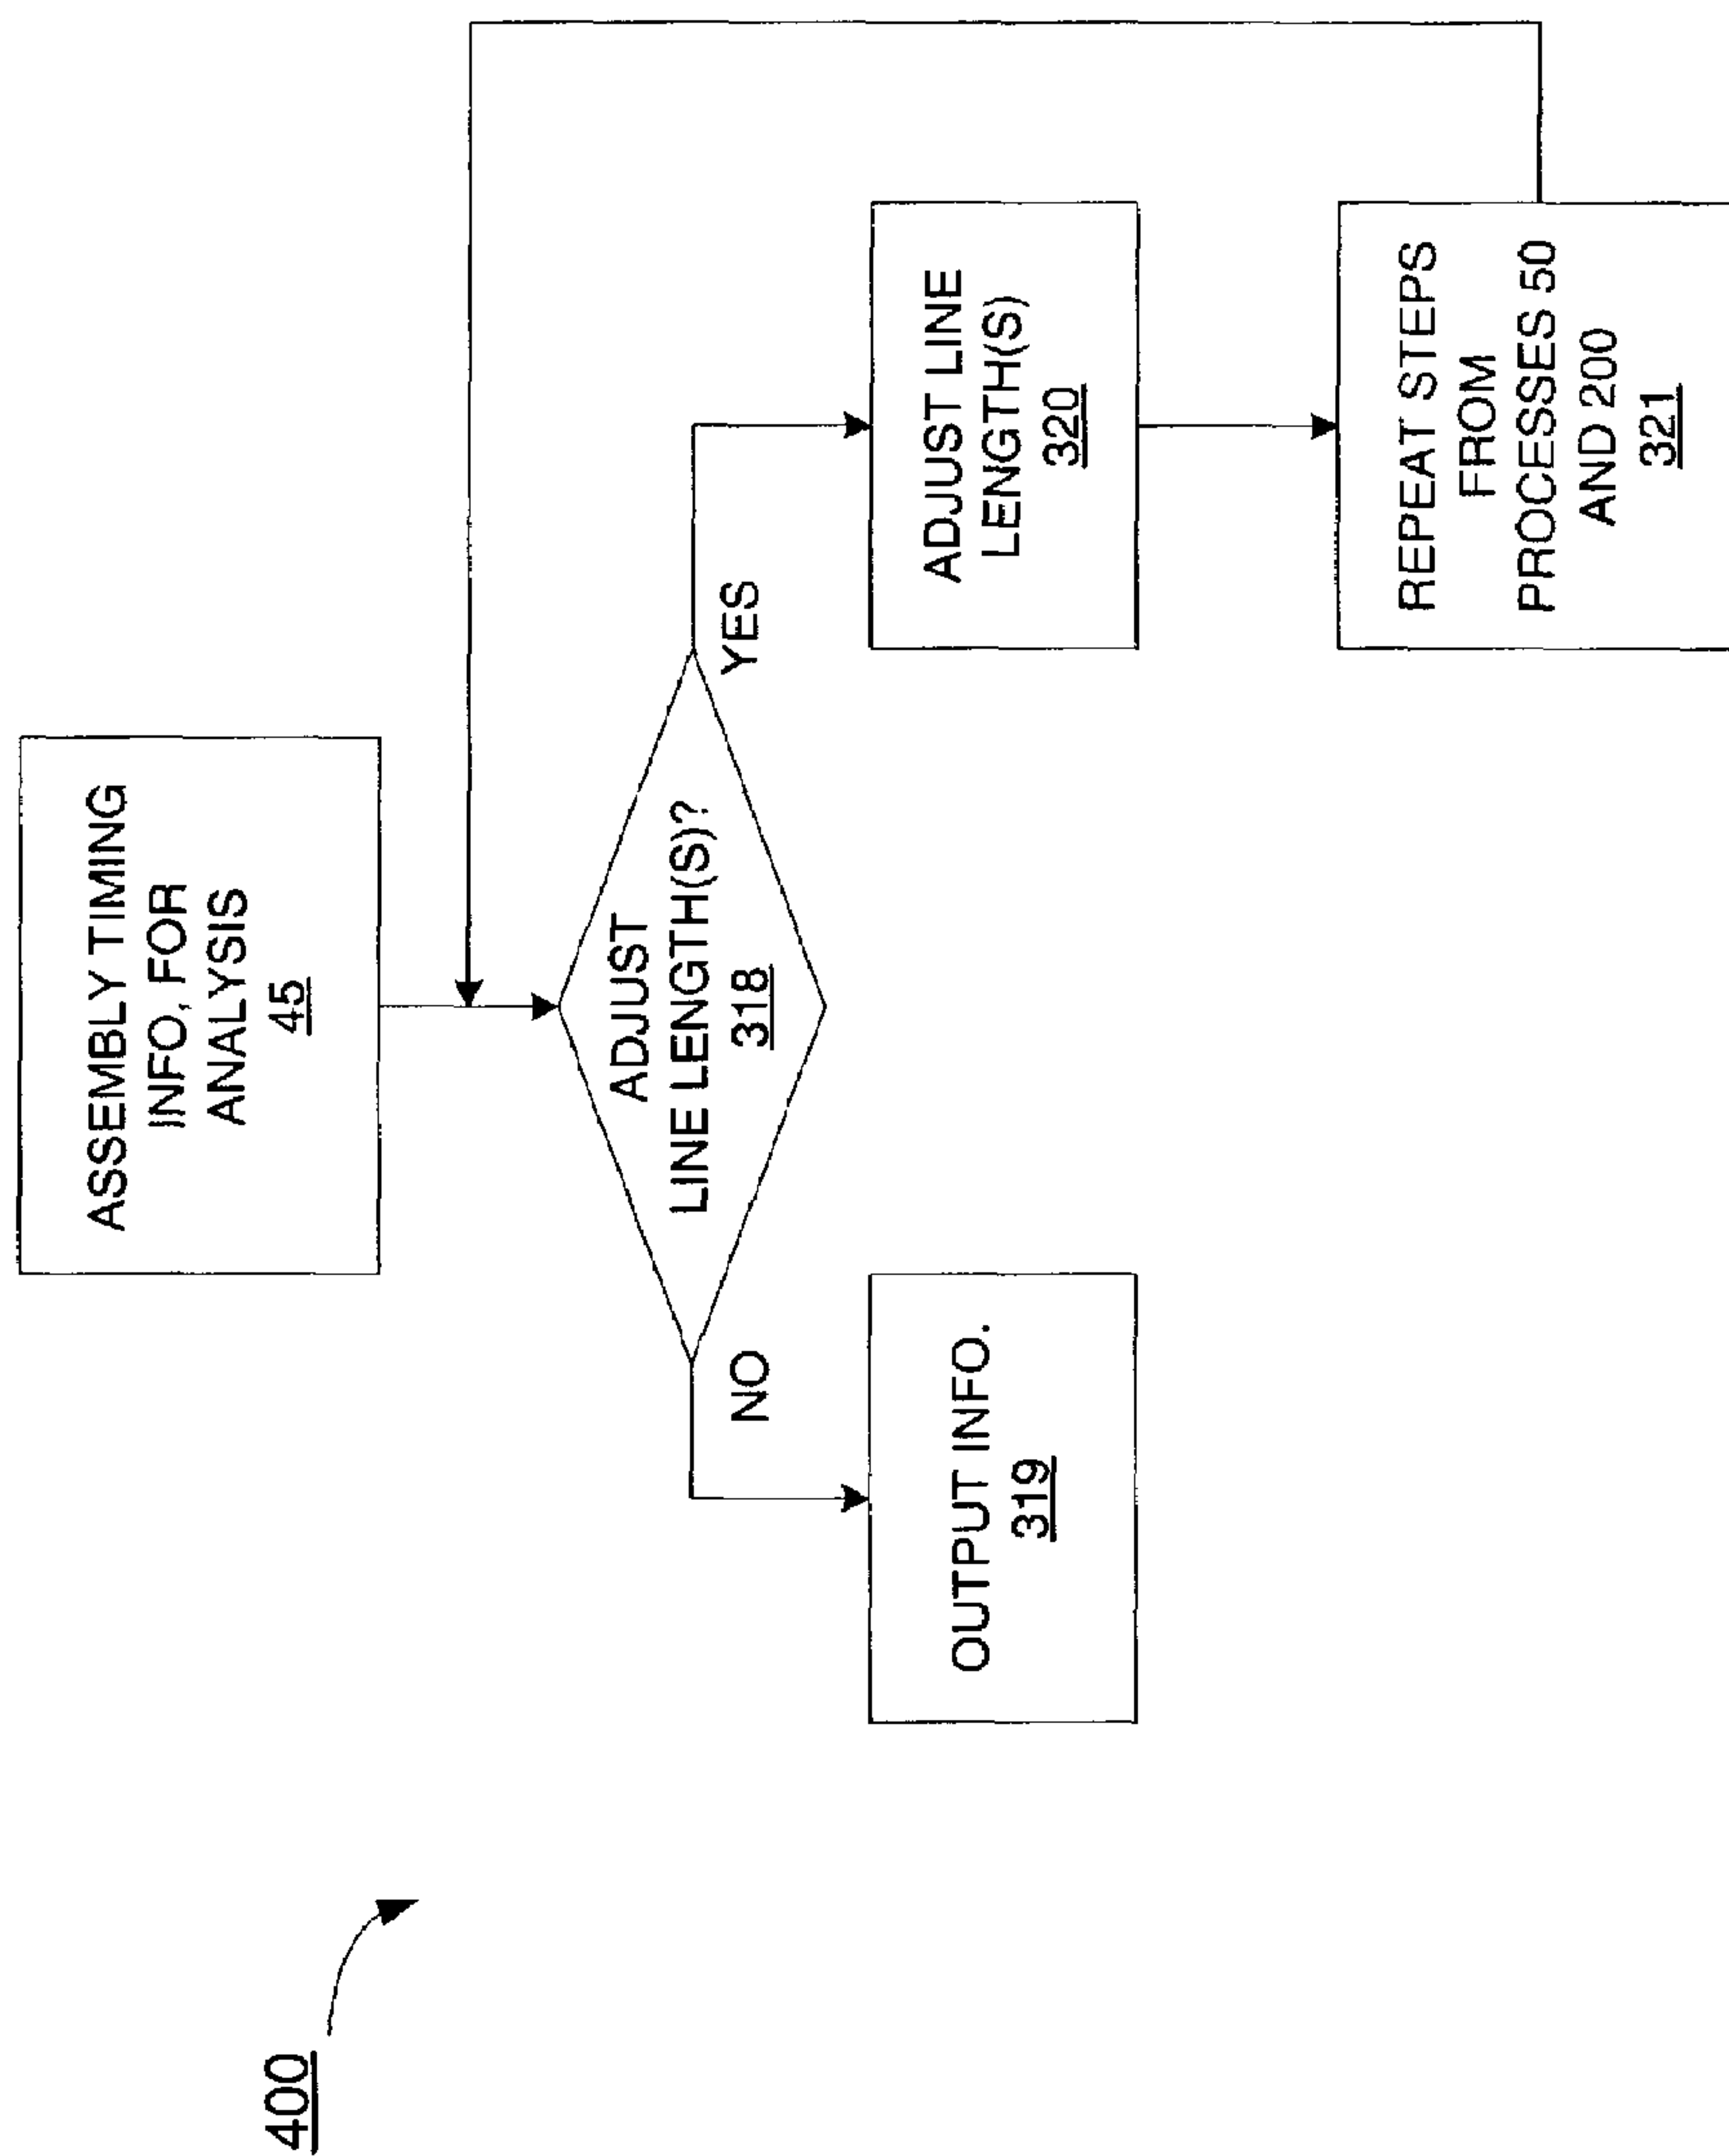 400
ASSEMBLY TIMING
INFO, FOR
ANALYSIS
45
ADJUST
LINE LENGTH(S)?
318
NO
YES
OUTPUT INFO.
319
ADJUST LINE
LENGTH(S)
320
REPEAT STEPS
FROM
PROCESSES 50
AND 200
321